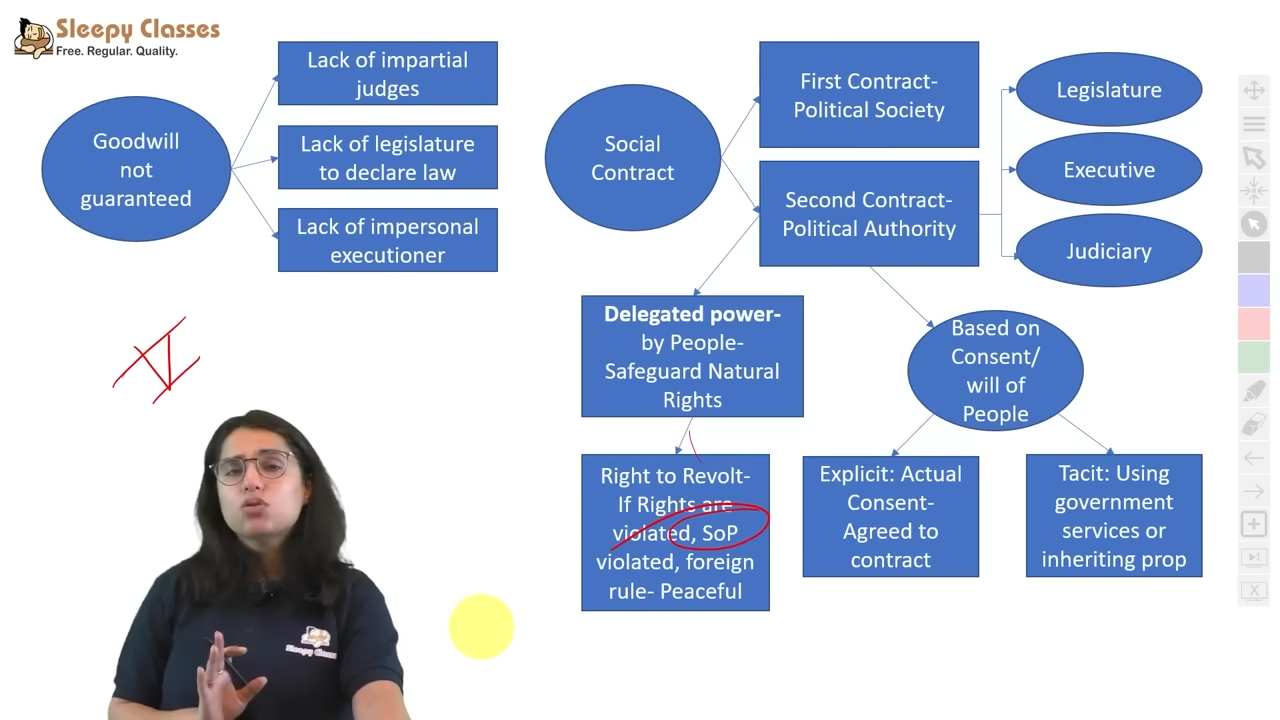 Sleepy Classes
Free. Regular. Quality.
Goodwill
not
guaranteed
Lack of impartial
judges
Lack of legislature
to declare law
Lack of impersonal
executioner
Social
Contract
First Contract-
Political Society
Second Contract-
Political Authority
Legislature
Executive
Judiciary
Delegated power-
by People-
Safeguard Natural
Rights
Based on
Consent/
will of
People
Right to Revolt-
If Rights are
violated, SoP
violated, foreign
rule- Peaceful
Explicit: Actual
Consent-
Agreed to
contract
Tacit: Using
government
services or
inheriting prop
Sleepy Classes